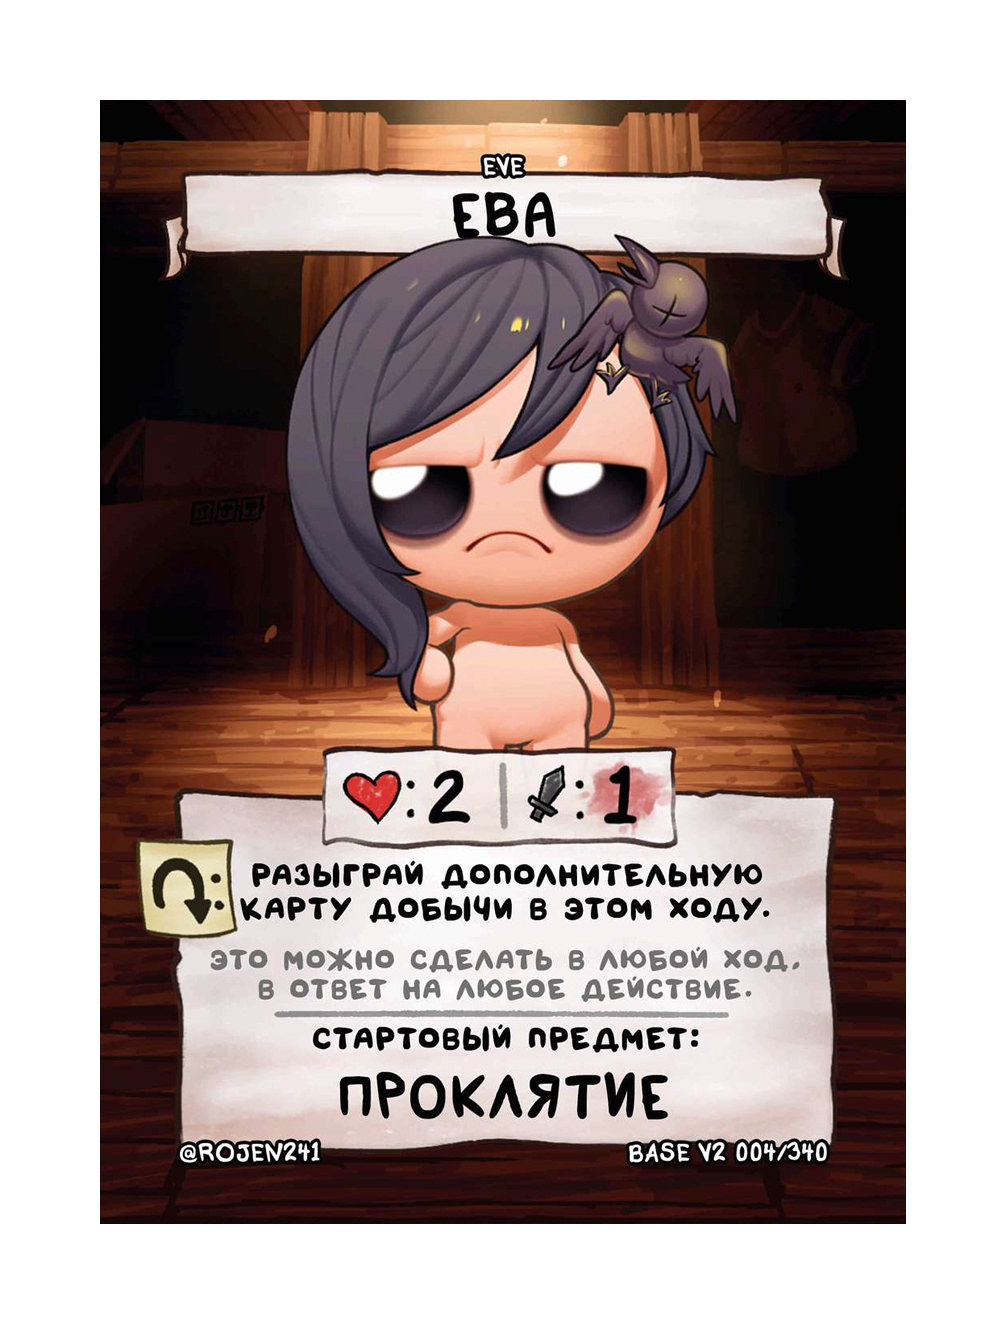 EVE
ЕВА
:2 | :1
РАЗЫГРАЙ ДОПОЛНИТЕЛЬНУЮ
КАРТУ ДОБЫЧИ В ЭТОМ ХОДУ.
ЭТО МОЖНО СДЕЛАТЬ В ЛЮБОЙ ХОД,
В ОТВЕТ НА ЛЮБОЕ ДЕЙСТВИЕ.
СТАРТОВЫЙ ПРЕДМЕТ:
ПРОКЛЯТИЕ
@ROJEN241
BASE V2 004/340